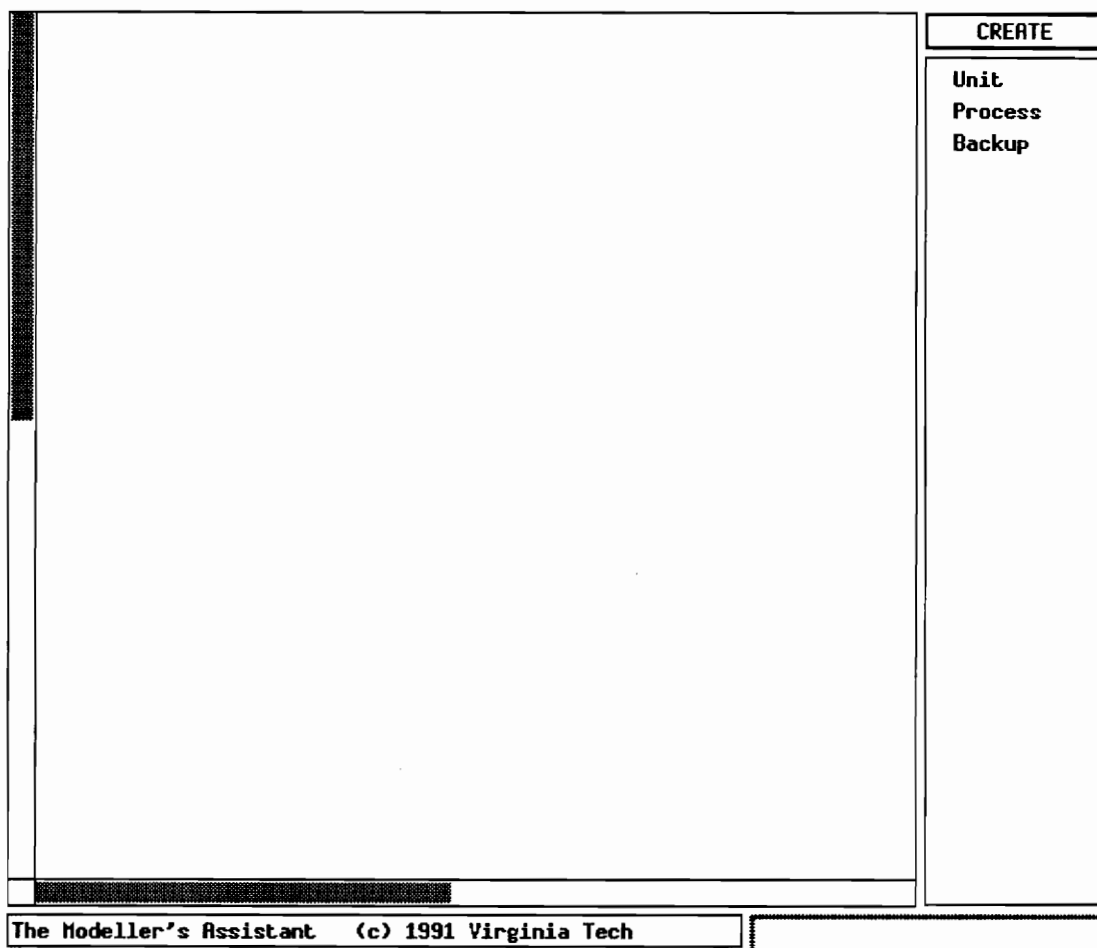 CREATE
Unit
Process
Backup
The Modeller's Assistant (c) 1991 Virginia Tech